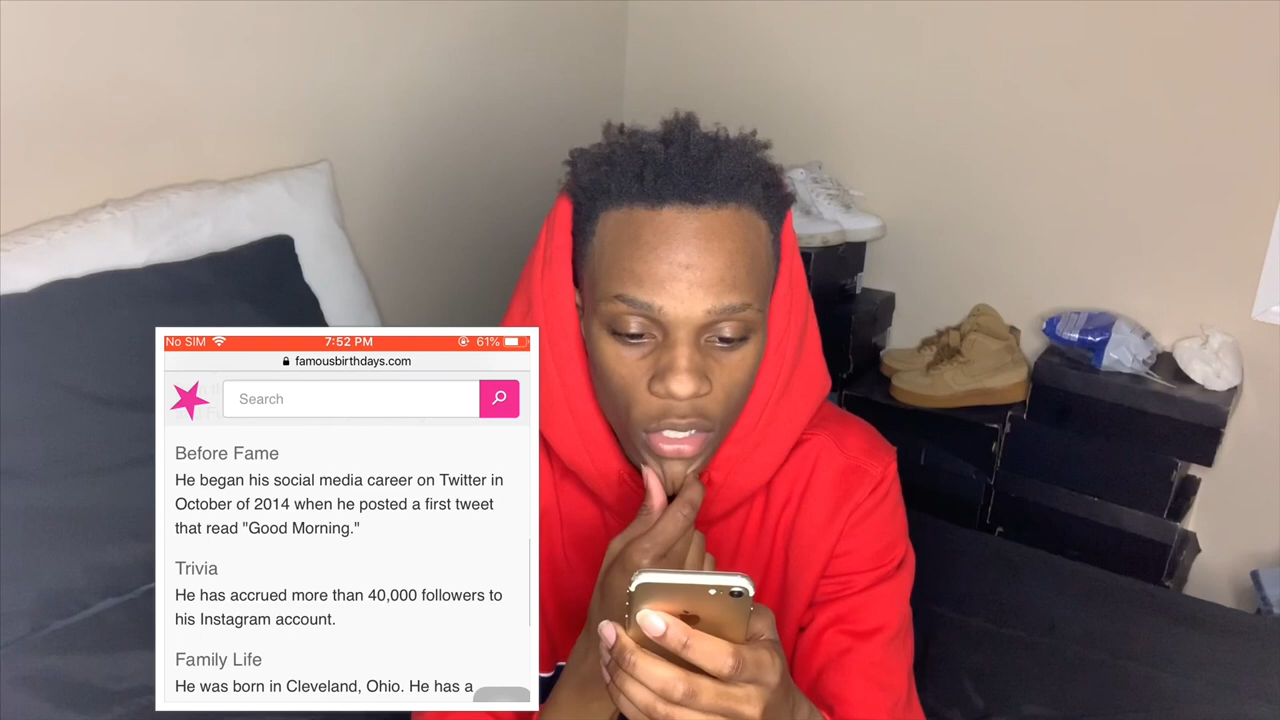 No SIM 7:52 PM 61%
famousbirthdays.com
Search
Before Fame
He began his social media career on Twitter in
October of 2014 when he posted a first tweet
that read "Good Morning."
Trivia
He has accrued more than 40,000 followers to
his Instagram account.
Family Life
He was born in Cleveland, Ohio. He has a